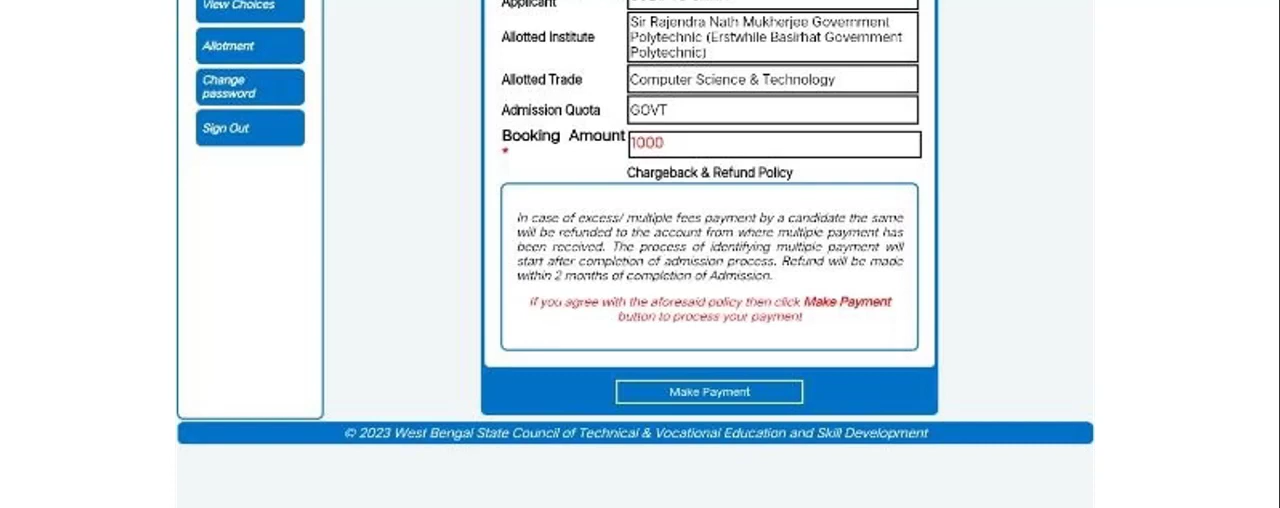 View Choices
Allotment
Change
password
Sign Out
Applicant
Allotted Institute
Sir Rajendra Nath Mukherjee Government
Polytechnic (Erstwhile Basirhat Government
Polytechnic)
Allotted Trade
Computer Science & Technology
Admission Quota
GOVT
Booking Amount
*
1000
Chargeback & Refund Policy
In case of excess/ multiple fees payment by a candidate the same
will be refunded to the account from where multiple payment has
been received. The process of identifying multiple payment will
start after completion of admission process. Refund will be made
within 2 months of completion of Admission.
If you agree with the aforesaid policy then click Make Payment
button to process your payment
Make Payment
© 2023 West Bengal State Council of Technical & Vocational Education and Skill Development